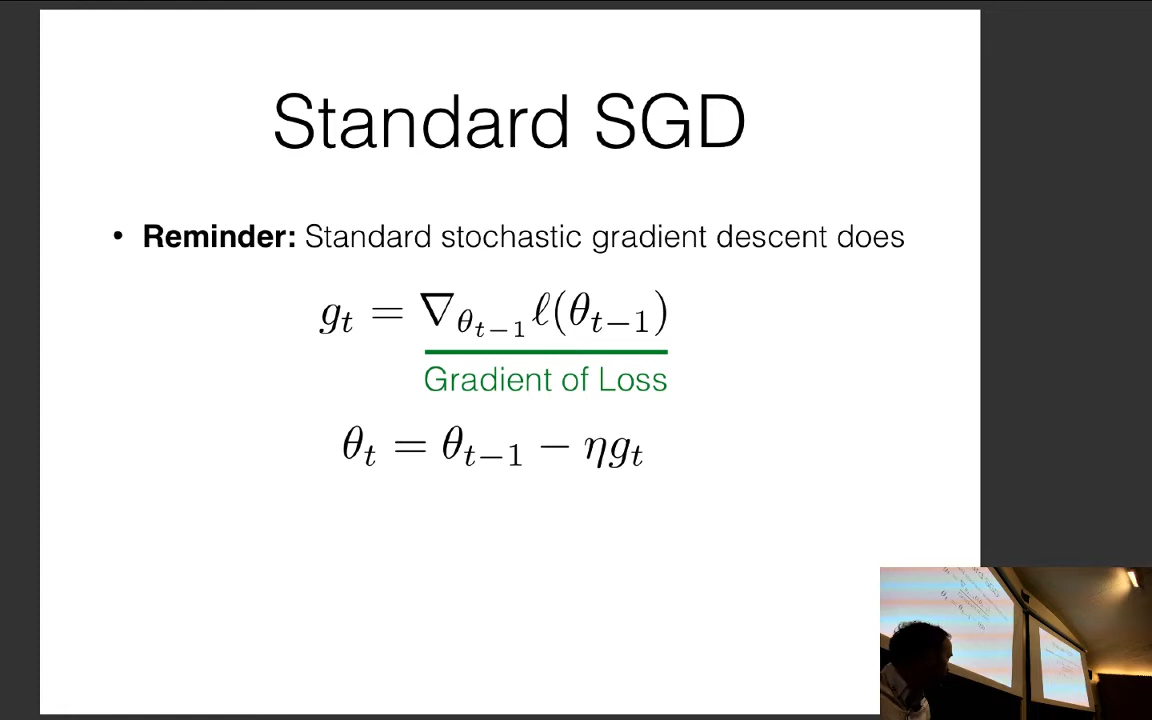 Standard SGD
• Reminder: Standard stochastic gradient descent does
g_t = ∇_{θ_{t−1}} ℓ(θ_{t−1})
Gradient of Loss
θ_t = θ_{t−1} − ηg_t